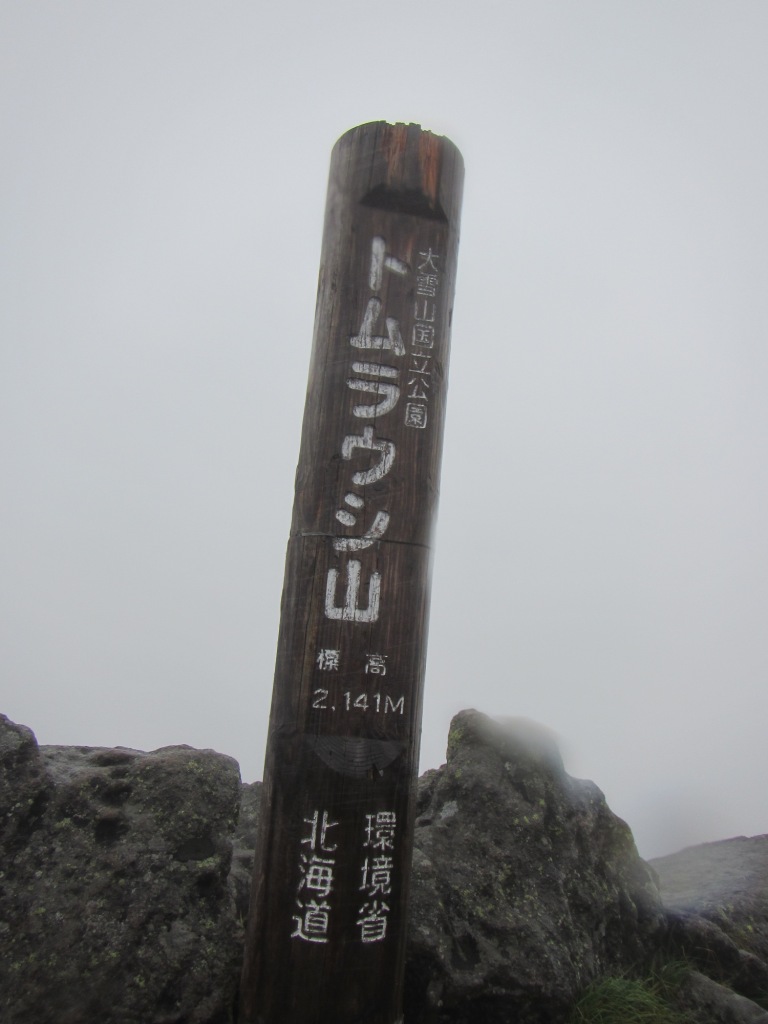 大雪山国立公園
トムラウシ山
標高
2,141M
環境省
北海道